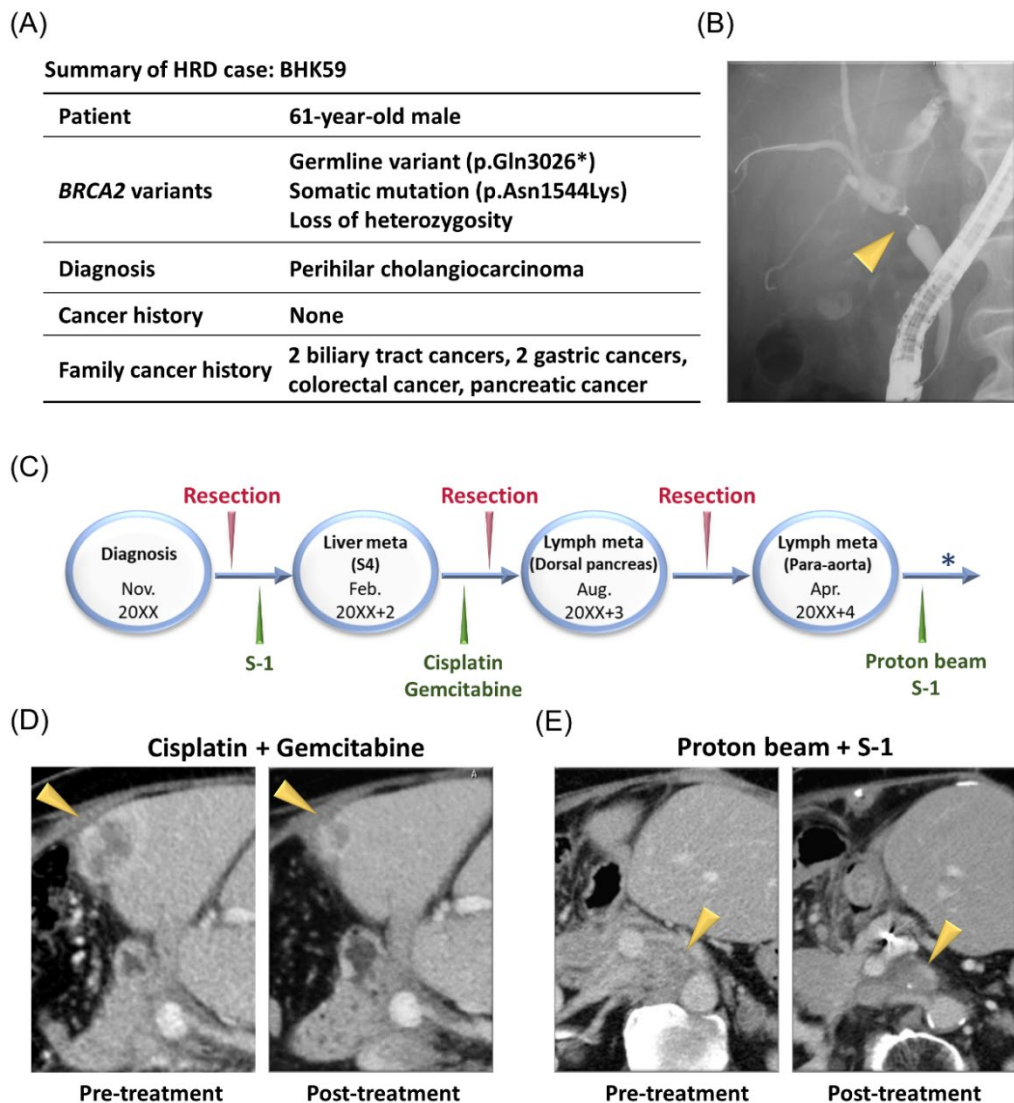 (A)
Summary of HRD case: BHK59
Patient 61-year-old male
BRCA2 variants Germline variant (p.Gln3026*)
Somatic mutation (p.Asn1544Lys)
Loss of heterozygosity
Diagnosis Perihilar cholangiocarcinoma
Cancer history None
Family cancer history 2 biliary tract cancers, 2 gastric cancers,
colorectal cancer, pancreatic cancer
(B)
(C)
Resection Resection Resection
Diagnosis
Nov.
20XX
Liver meta
(S4)
Feb.
20XX+2
Lymph meta
(Dorsal pancreas)
Aug.
20XX+3
Lymph meta
(Para-aorta)
Apr.
20XX+4
*
S-1
Cisplatin
Gemcitabine
Proton beam
S-1
(D)
Cisplatin + Gemcitabine
A
Pre-treatment Post-treatment
(E)
Proton beam + S-1
Pre-treatment Post-treatment